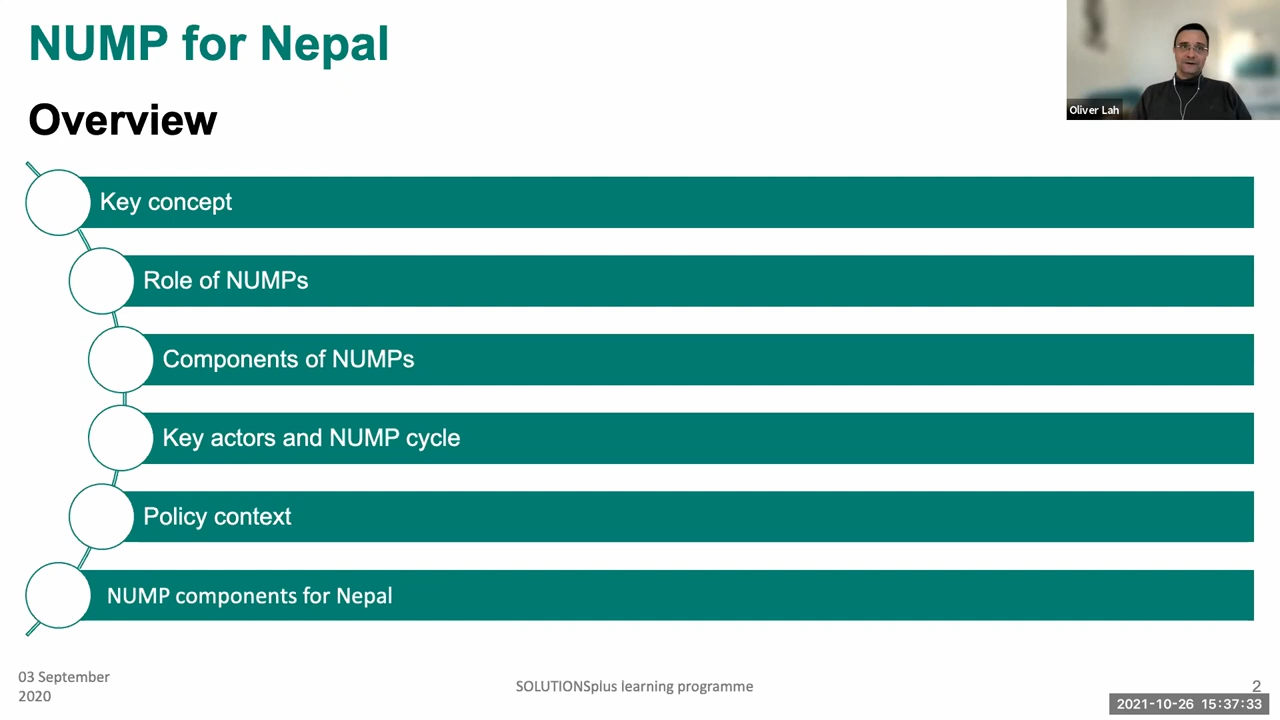 NUMP for Nepal
Overview
Oliver Lah
Key concept
Role of NUMPs
Components of NUMPs
Key actors and NUMP cycle
Policy context
NUMP components for Nepal
03 September
2020
SOLUTIONSplus learning programme
2
2021-10-26 15:37:33